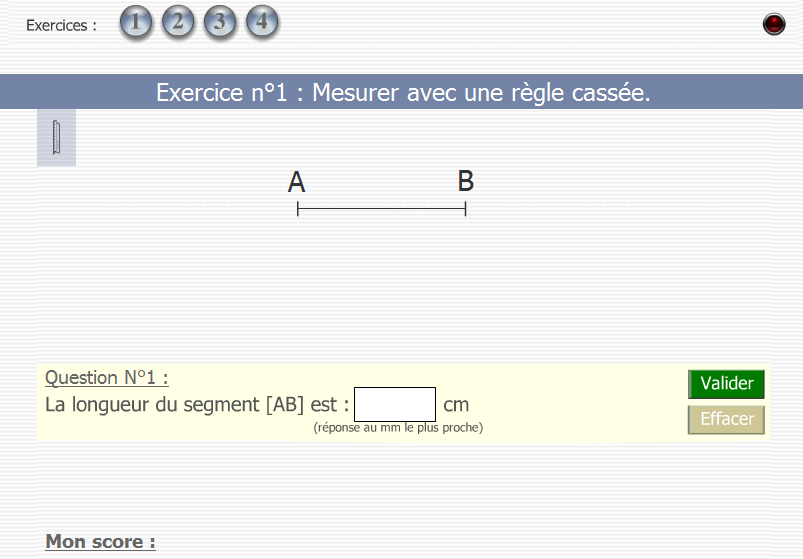 Exercices : 1 2 3 4
Exercice n°1 : Mesurer avec une règle cassée.
A B
Question N°1 :
La longueur du segment [AB] est : cm
(réponse au mm le plus proche)
Valider
Effacer
Mon score :